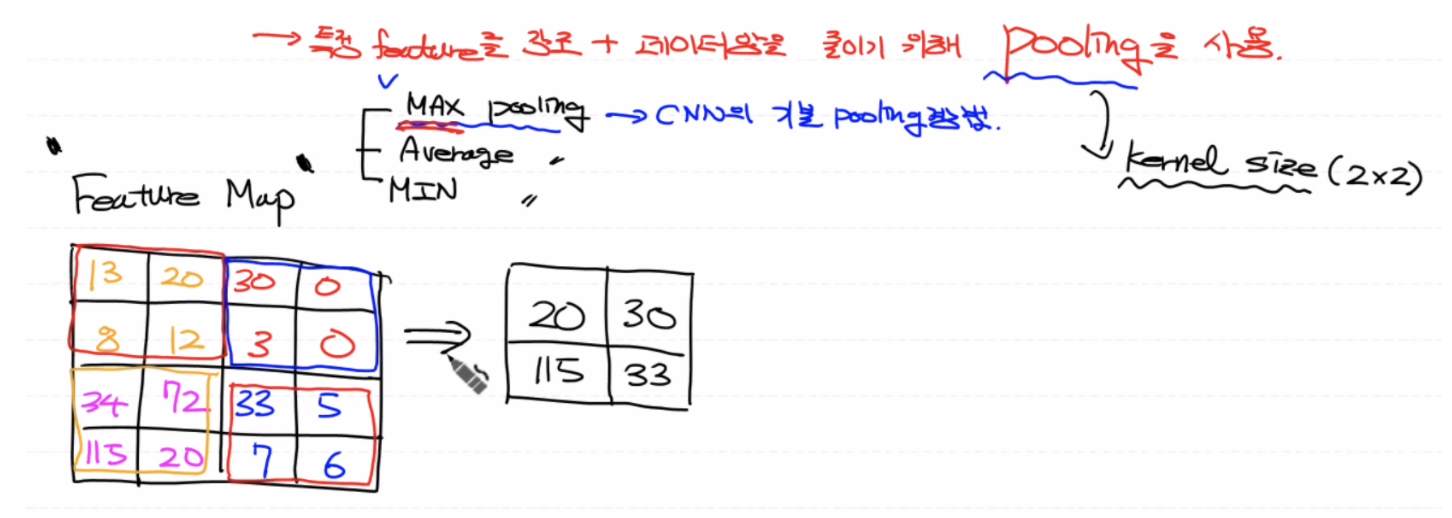 → 특정 feature를 강조 + 데이터양을 줄이기 위해 pooling을 사용.
MAX pooling → CNN의 기본 pooling방법.
Average 〃
MIN 〃
kernel size (2×2)
"Feature Map"
13 20 30 0
8 12 3 0
34 72 33 5
115 20 7 6
⇒
20 30
115 33